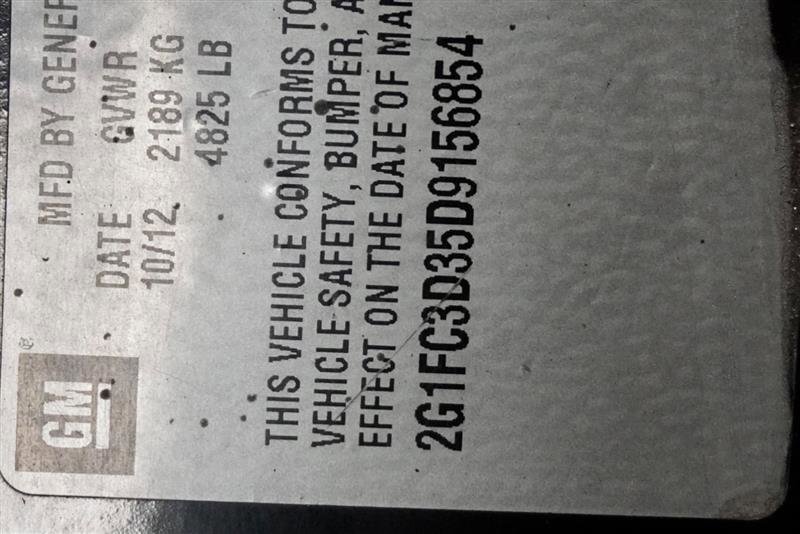 GM
®
MFD BY GENER
DATE GVWR
10/12 2189 KG
4825 LB
THIS VEHICLE CONFORMS TO
VEHICLE SAFETY, BUMPER, A
EFFECT ON THE DATE OF MAN
2G1FC3D35D9156854